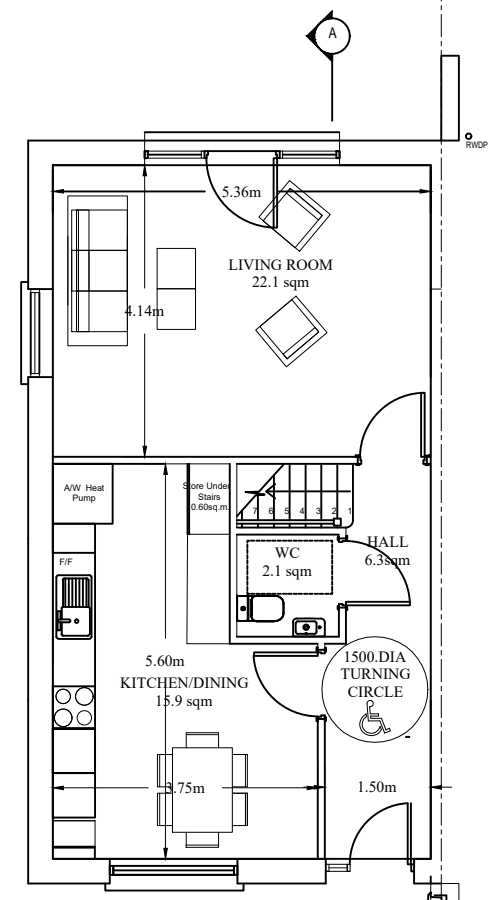 A
RWDP
5.36m
LIVING ROOM
22.1 sqm
4.14m
A/W Heat
Pump
Store Under
Stairs
0.60sq.m.
7 6 5 4 3 2 1
HALL
6.3sqm
WC
2.1 sqm
F/F
1500.DIA
TURNING
CIRCLE
5.60m
KITCHEN/DINING
15.9 sqm
3.75m
1.50m